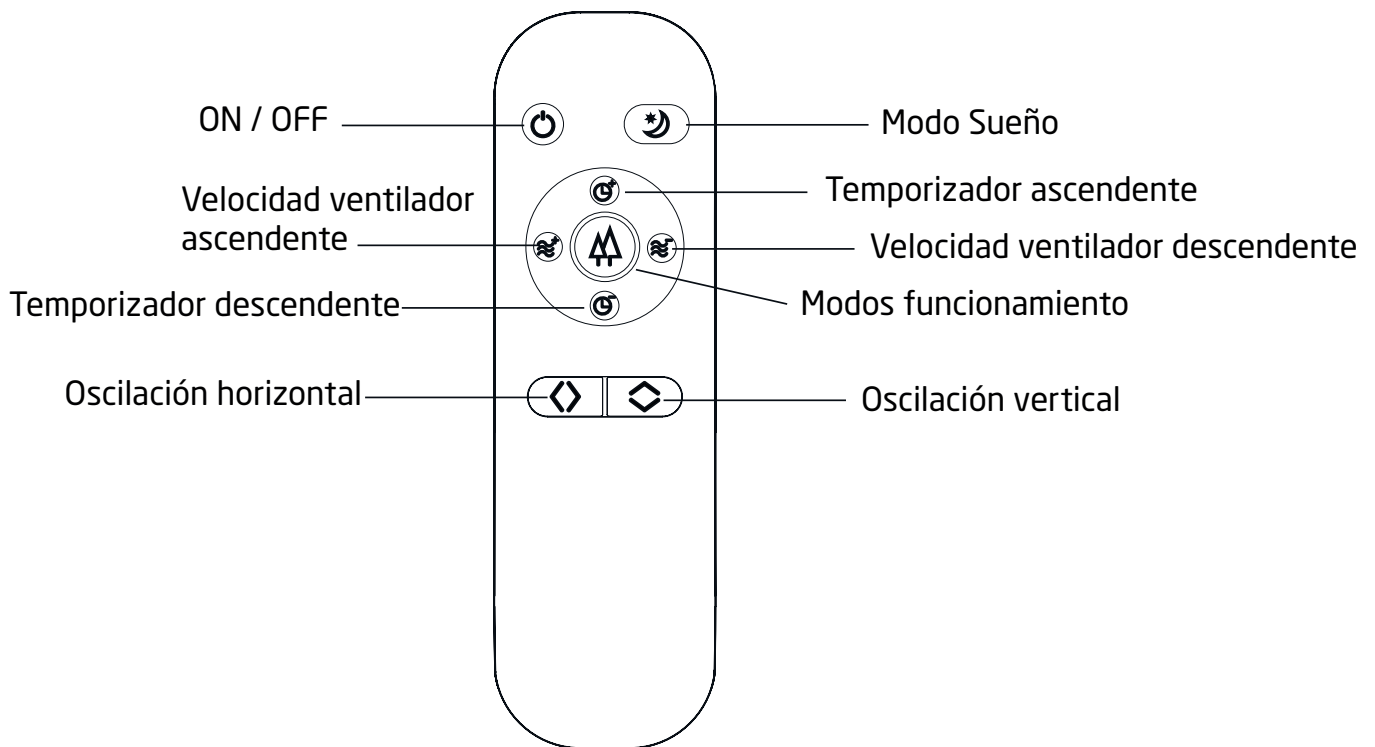 ON / OFF
Modo Sueño
Velocidad ventilador
ascendente
Temporizador ascendente
Velocidad ventilador descendente
Temporizador descendente
Modos funcionamiento
Oscilación horizontal
Oscilación vertical